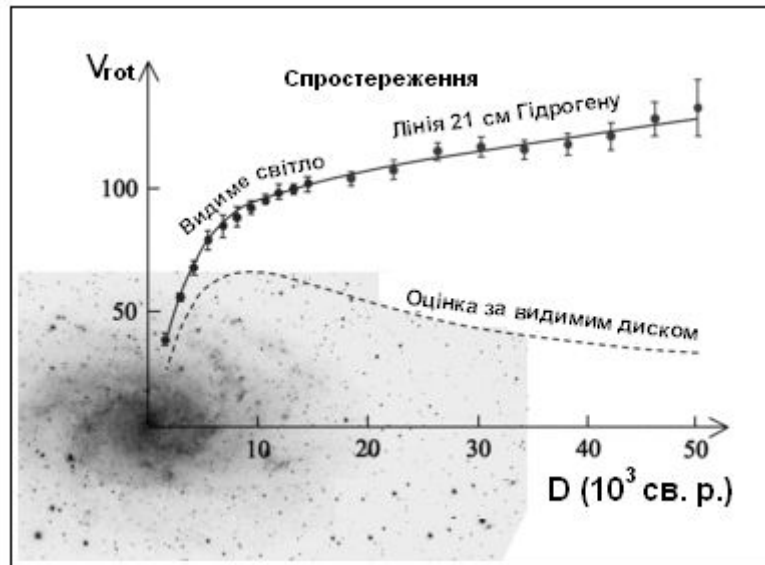 Vrot
Спростереження
Лінія 21 см Гідрогену
Видиме світло
100
50
Оцінка за видимим диском
10
20
30
40
50
D (10³ св. р.)